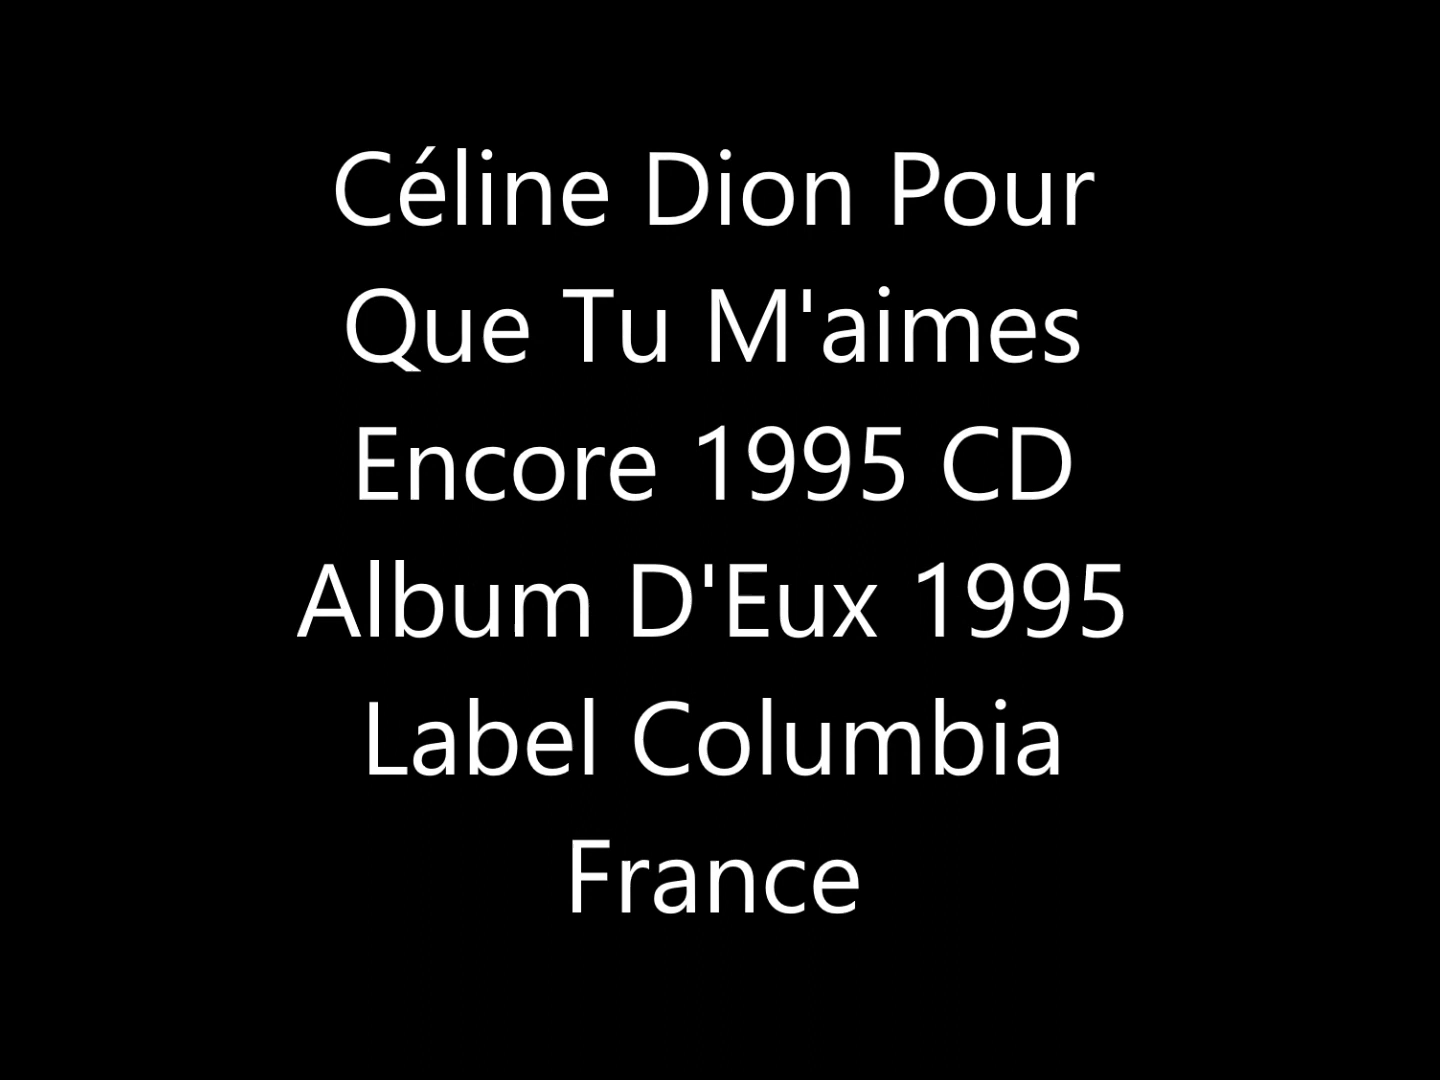 Céline Dion Pour
Que Tu M'aimes
Encore 1995 CD
Album D'Eux 1995
Label Columbia
France